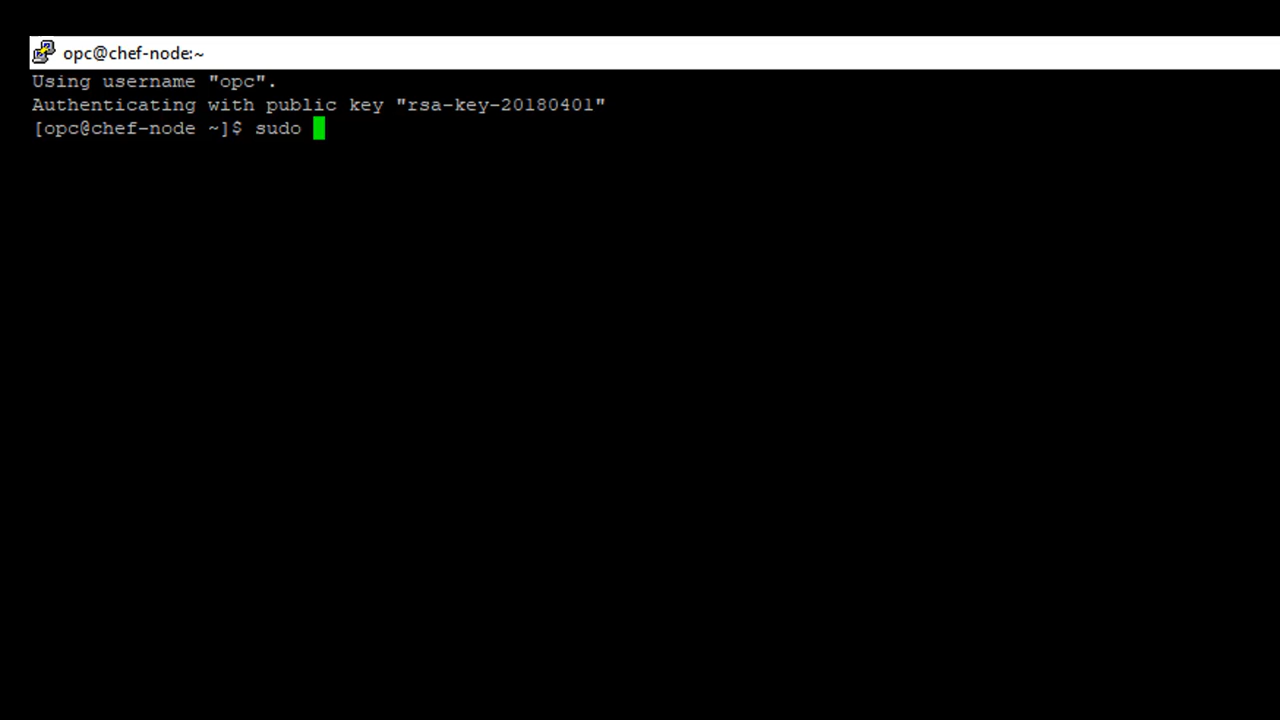 opc@chef-node:~
Using username "opc".
Authenticating with public key "rsa-key-20180401"
[opc@chef-node ~]$ sudo